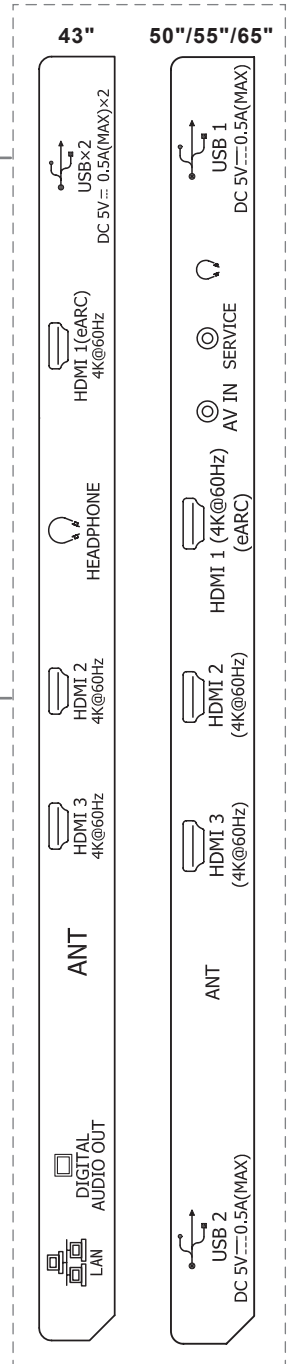 43"
USB×2
DC 5V⎓ 0.5A(MAX)×2
HDMI 1(eARC)
4K@60Hz
HEADPHONE
HDMI 2
4K@60Hz
HDMI 3
4K@60Hz
ANT
DIGITAL
AUDIO OUT
LAN
50"/55"/65"
USB 1
DC 5V⎓0.5A(MAX)
SERVICE
AV IN
HDMI 1 (4K@60Hz)
(eARC)
HDMI 2
(4K@60Hz)
HDMI 3
(4K@60Hz)
ANT
USB 2
DC 5V⎓0.5A(MAX)